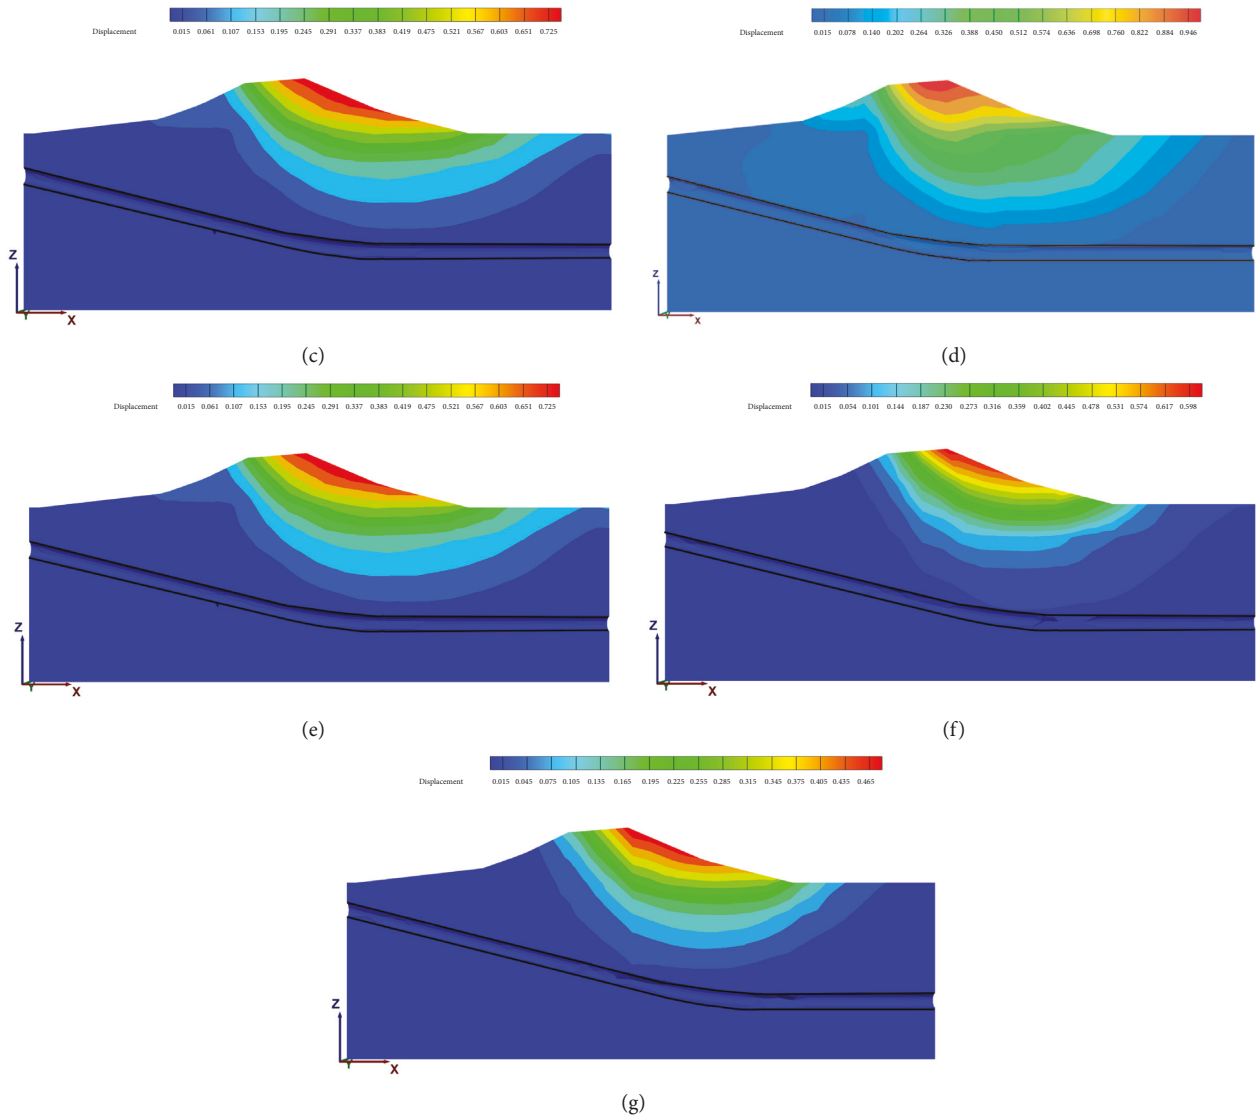 Displacement 0.015 0.061 0.107 0.153 0.195 0.245 0.291 0.337 0.383 0.419 0.475 0.521 0.567 0.603 0.651 0.725
Z
Y
X
(c)
Displacement 0.015 0.078 0.140 0.202 0.264 0.326 0.388 0.450 0.512 0.574 0.636 0.698 0.760 0.822 0.884 0.946
Z
Y
X
(d)
Displacement 0.015 0.061 0.107 0.153 0.195 0.245 0.291 0.337 0.383 0.419 0.475 0.521 0.567 0.603 0.651 0.725
Z
Y
X
(e)
Displacement 0.015 0.054 0.101 0.144 0.187 0.230 0.273 0.316 0.359 0.402 0.445 0.478 0.531 0.574 0.617 0.598
Z
Y
X
(f)
Displacement 0.015 0.045 0.075 0.105 0.135 0.165 0.195 0.225 0.255 0.285 0.315 0.345 0.375 0.405 0.435 0.465
Z
Y
X
(g)